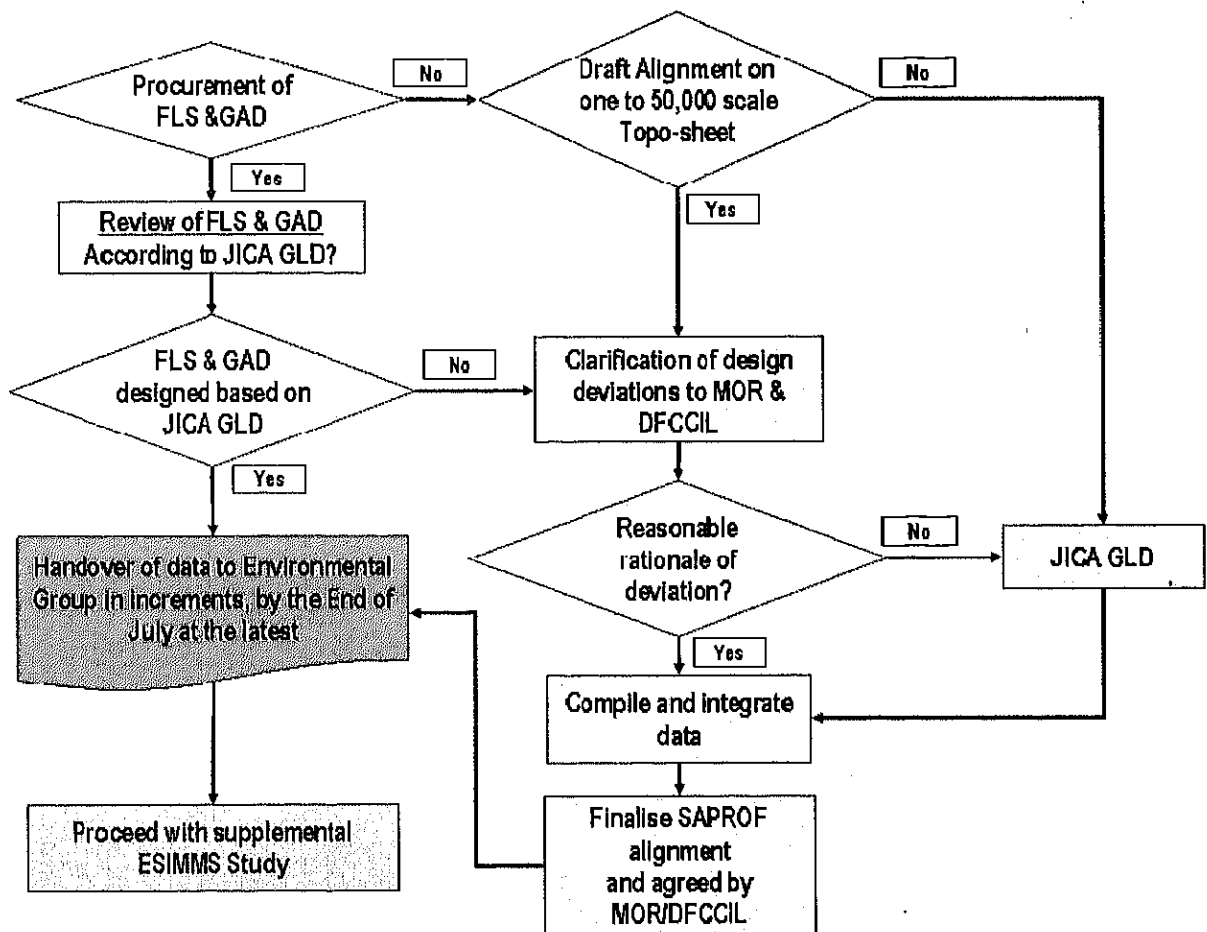 Procurement of
FLS &GAD
No
Draft Alignment on
one to 50,000 scale
Topo-sheet
No
Yes
Review of FLS & GAD
According to JICA GLD?
Yes
FLS & GAD
designed based on
JICA GLD
No
Clarification of design
deviations to MOR &
DFCCIL
Yes
Reasonable
rationale of
deviation?
No
JICA GLD
Handover of data to Environmental
Group in increments, by the End of
July at the latest
Yes
Compile and integrate
data
Proceed with supplemental
ESIMMS Study
Finalise SAPROF
alignment
and agreed by
MOR/DFCCIL